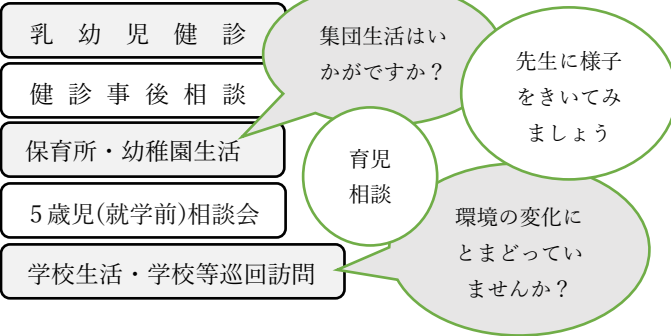 乳幼児健診
健診事後相談
保育所・幼稚園生活
５歳児(就学前)相談会
学校生活・学校等巡回訪問
集団生活はい
かがですか？
先生に様子
をきいてみ
ましょう
育児
相談
環境の変化に
とまどってい
ませんか？